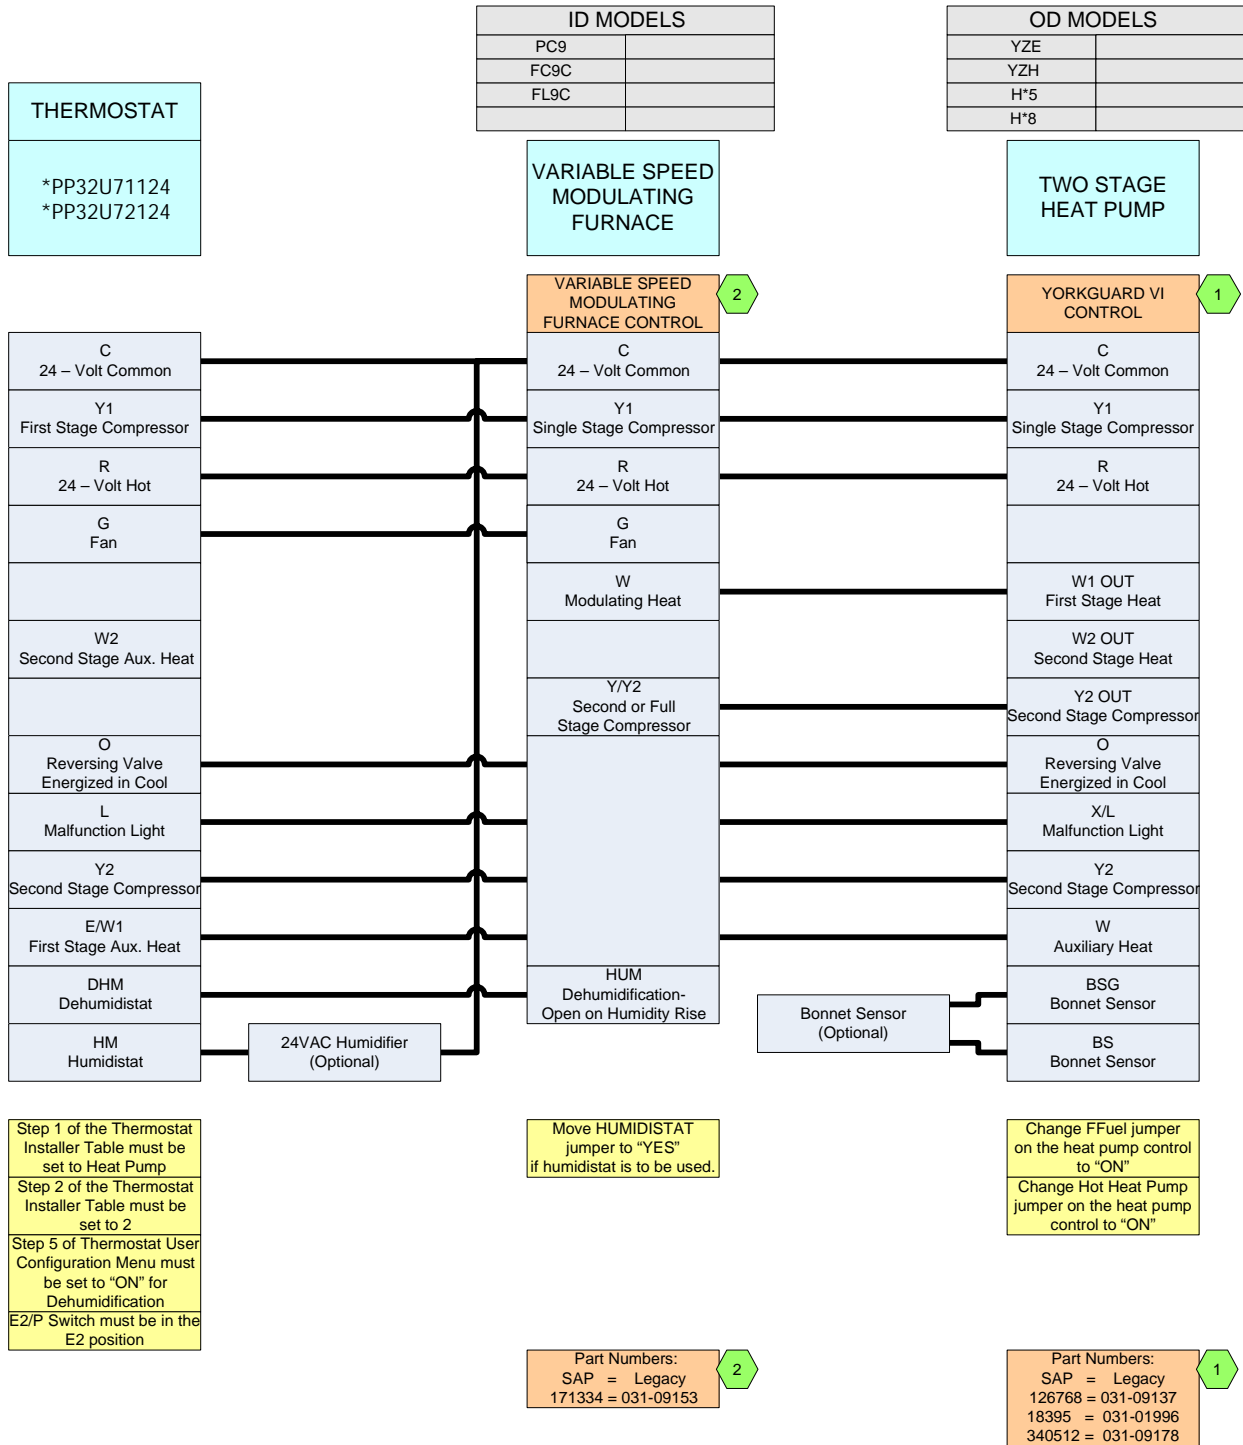 ID MODELS
PC9
FC9C
FL9C
OD MODELS
YZE
YZH
H*5
H*8
THERMOSTAT
*PP32U71124
*PP32U72124
VARIABLE SPEED
MODULATING
FURNACE
TWO STAGE
HEAT PUMP
VARIABLE SPEED
MODULATING
FURNACE CONTROL
2
YORKGUARD VI
CONTROL
1
C
24 – Volt Common
Y1
First Stage Compressor
R
24 – Volt Hot
G
Fan
W2
Second Stage Aux. Heat
O
Reversing Valve
Energized in Cool
L
Malfunction Light
Y2
Second Stage Compressor
E/W1
First Stage Aux. Heat
DHM
Dehumidistat
HM
Humidistat
24VAC Humidifier
(Optional)
C
24 – Volt Common
Y1
Single Stage Compressor
R
24 – Volt Hot
G
Fan
W
Modulating Heat
Y/Y2
Second or Full
Stage Compressor
HUM
Dehumidification-
Open on Humidity Rise
Bonnet Sensor
(Optional)
C
24 – Volt Common
Y1
Single Stage Compressor
R
24 – Volt Hot
W1 OUT
First Stage Heat
W2 OUT
Second Stage Heat
Y2 OUT
Second Stage Compressor
O
Reversing Valve
Energized in Cool
X/L
Malfunction Light
Y2
Second Stage Compressor
W
Auxiliary Heat
BSG
Bonnet Sensor
BS
Bonnet Sensor
Step 1 of the Thermostat
Installer Table must be
set to Heat Pump
Step 2 of the Thermostat
Installer Table must be
set to 2
Step 5 of Thermostat User
Configuration Menu must
be set to “ON” for
Dehumidification
E2/P Switch must be in the
E2 position
Move HUMIDISTAT
jumper to “YES”
if humidistat is to be used.
Change FFuel jumper
on the heat pump control
to “ON”
Change Hot Heat Pump
jumper on the heat pump
control to “ON”
Part Numbers:
SAP = Legacy
171334 = 031-09153
2
Part Numbers:
SAP = Legacy
126768 = 031-09137
18395 = 031-01996
340512 = 031-09178
1